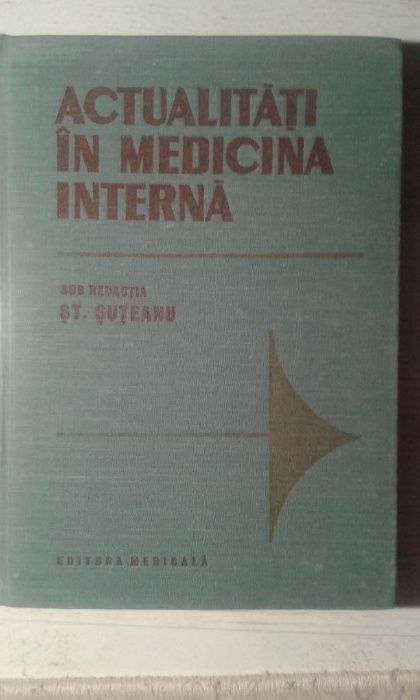 ACTUALITĂȚI
ÎN MEDICINA
INTERNĂ
SUB REDACȚIA
ȘT. ȘUȚEANU
EDITURA MEDICALĂ